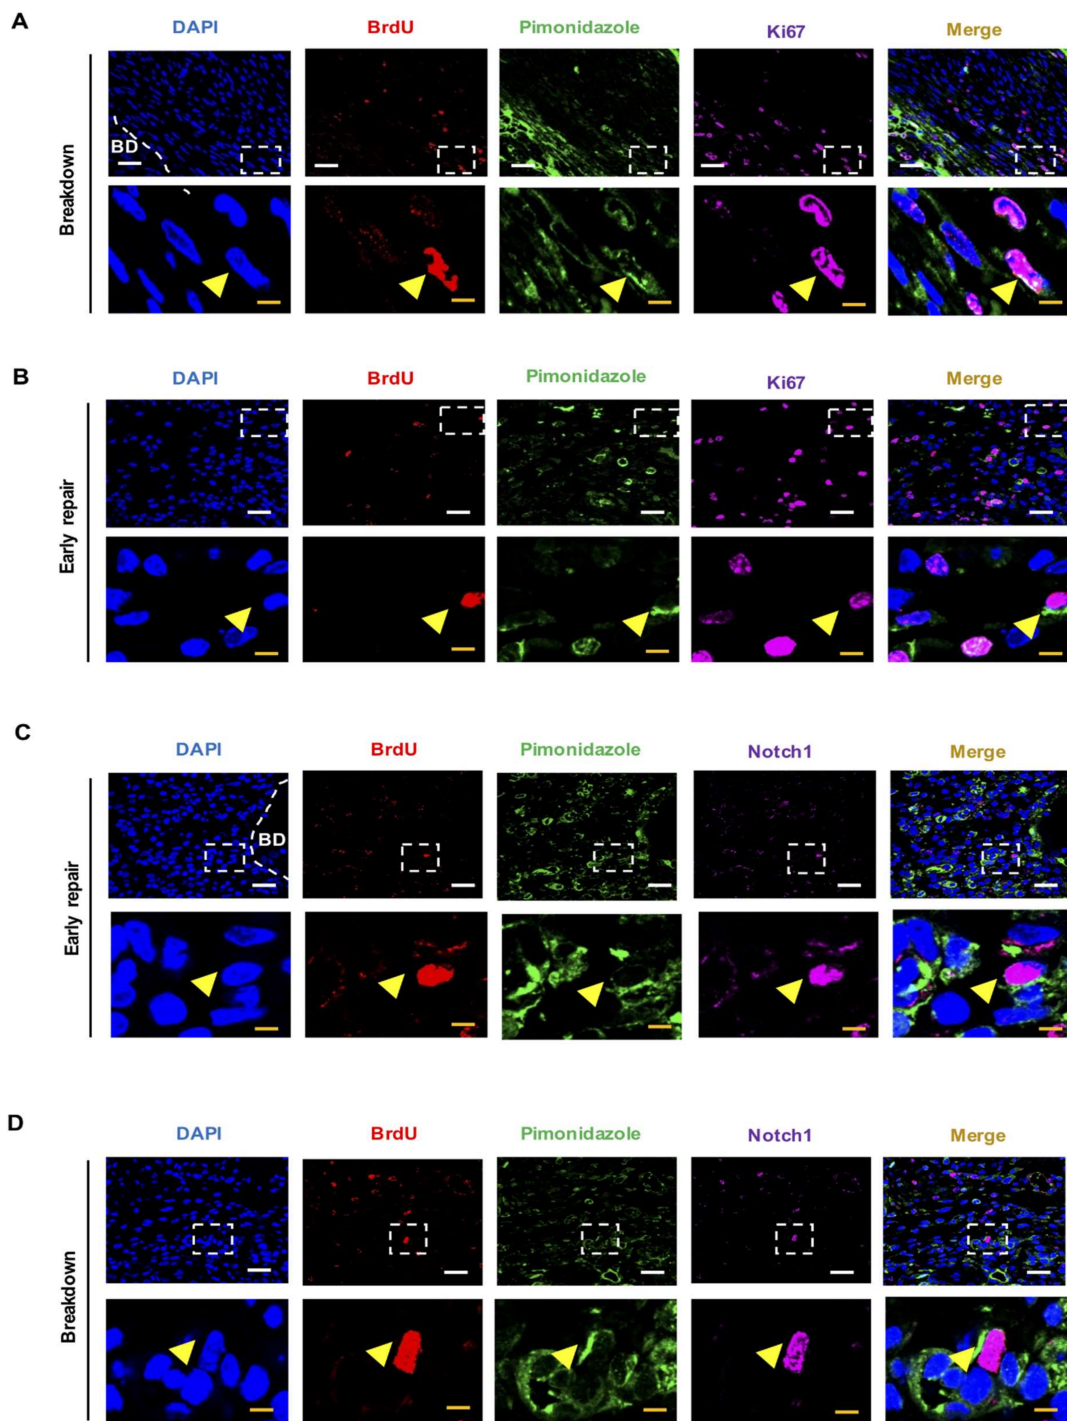 A
DAPI BrdU Pimonidazole Ki67 Merge
Breakdown
BD
B
DAPI BrdU Pimonidazole Ki67 Merge
Early repair
C
DAPI BrdU Pimonidazole Notch1 Merge
Early repair
BD
D
DAPI BrdU Pimonidazole Notch1 Merge
Breakdown